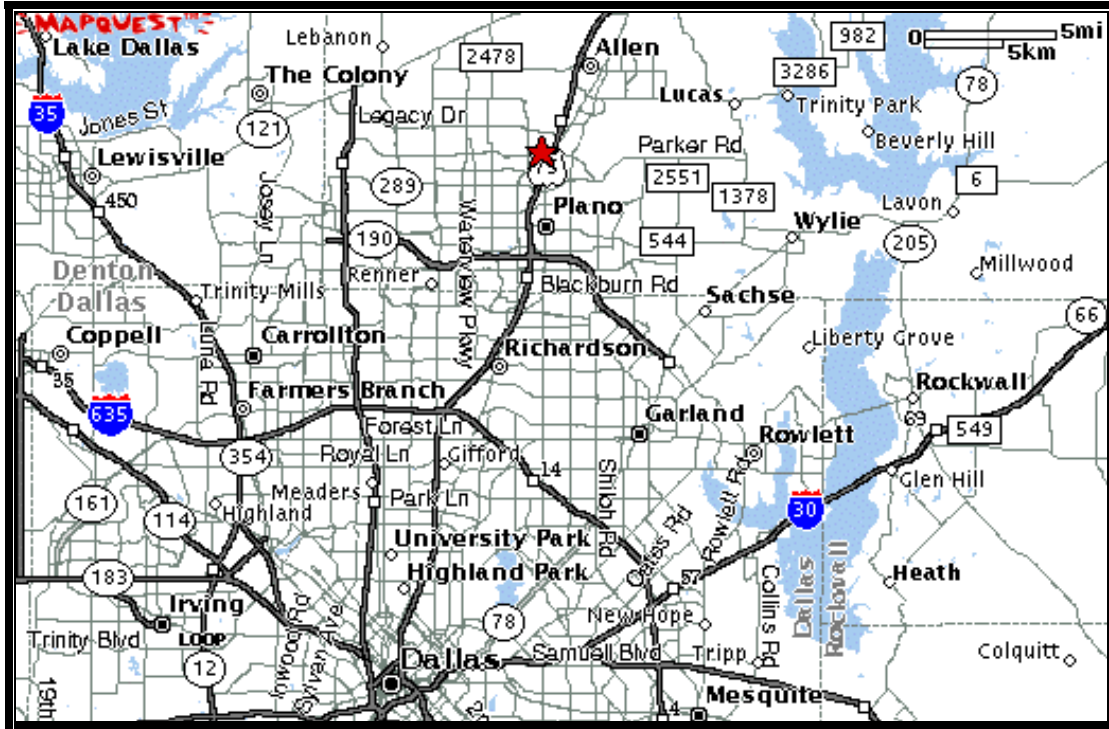 MAPQUEST™
982
0 5mi
5km
Lake Dallas
Lebanon
2478
Allen
The Colony
3286
78
35
Legacy Dr
Lucas
Trinity Park
Jones St
121
Beverly Hill
Lewisville
Parker Rd
75
289
2551
6
450
Josey Ln
1378
Lavon
Waterview Pkwy
Plano
Wylie
190
544
205
Denton
Renner
Millwood
Dallas
Trinity Mills
Blackburn Rd
Sachse
66
Coppell
Luna Rd
Carrollton
Richardson
Liberty Grove
35
Farmers Branch
Rockwall
635
Garland
69
Forest Ln
549
354
Royal Ln
Gifford
Rowlett
14
Shiloh Rd
Glen Hill
161
Meaders
Park Ln
Rowlett Rd
114
Highland
30
University Park
Oates Rd
183
Highland Park
57
Collins Rd
Dallas
Rockwall
Heath
Irving
Inwood Rd
Sylvan Ave
78
New Hope
Trinity Blvd
LOOP
12
Dallas
Samuell Blvd
Tripp
Colquitt
19th
Mesquite
2
4